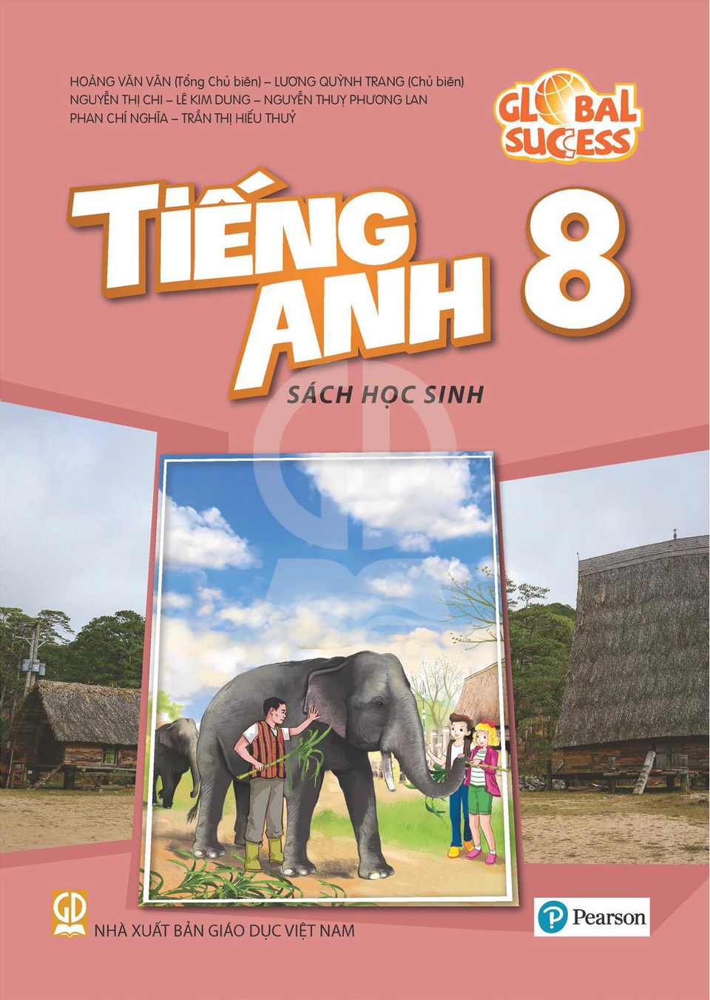 HOÀNG VĂN VÂN (Tổng Chủ biên) – LƯƠNG QUỲNH TRANG (Chủ biên)
NGUYỄN THỊ CHI – LÊ KIM DUNG – NGUYỄN THUỴ PHƯƠNG LAN
PHAN CHÍ NGHĨA – TRẦN THỊ HIẾU THUỶ
GLOBAL
SUCCESS
TIẾNG
ANH 8
SÁCH HỌC SINH
GD
NHÀ XUẤT BẢN GIÁO DỤC VIỆT NAM
Pearson